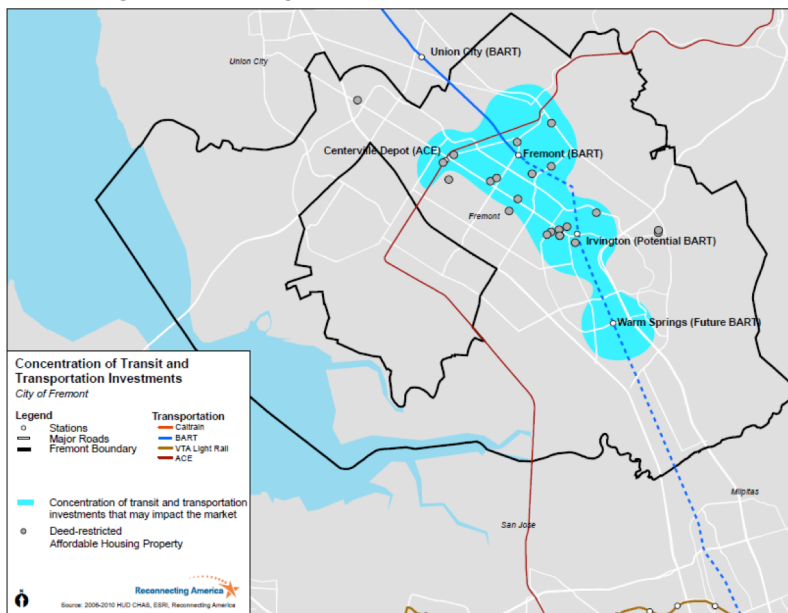 Union City (BART)
Union City
Centerville Depot (ACE)
Fremont (BART)
Fremont
Irvington (Potential BART)
Warm Springs (Future BART)
Milpitas
San Jose
Concentration of Transit and
Transportation Investments
City of Fremont
Legend
Stations
Major Roads
Fremont Boundary
Transportation
Caltrain
BART
VTA Light Rail
ACE
Concentration of transit and transportation
investments that may impact the market
Deed-restricted
Affordable Housing Property
Reconnecting America
Source: 2006-2010 HUD CHAS, ESRI, Reconnecting America